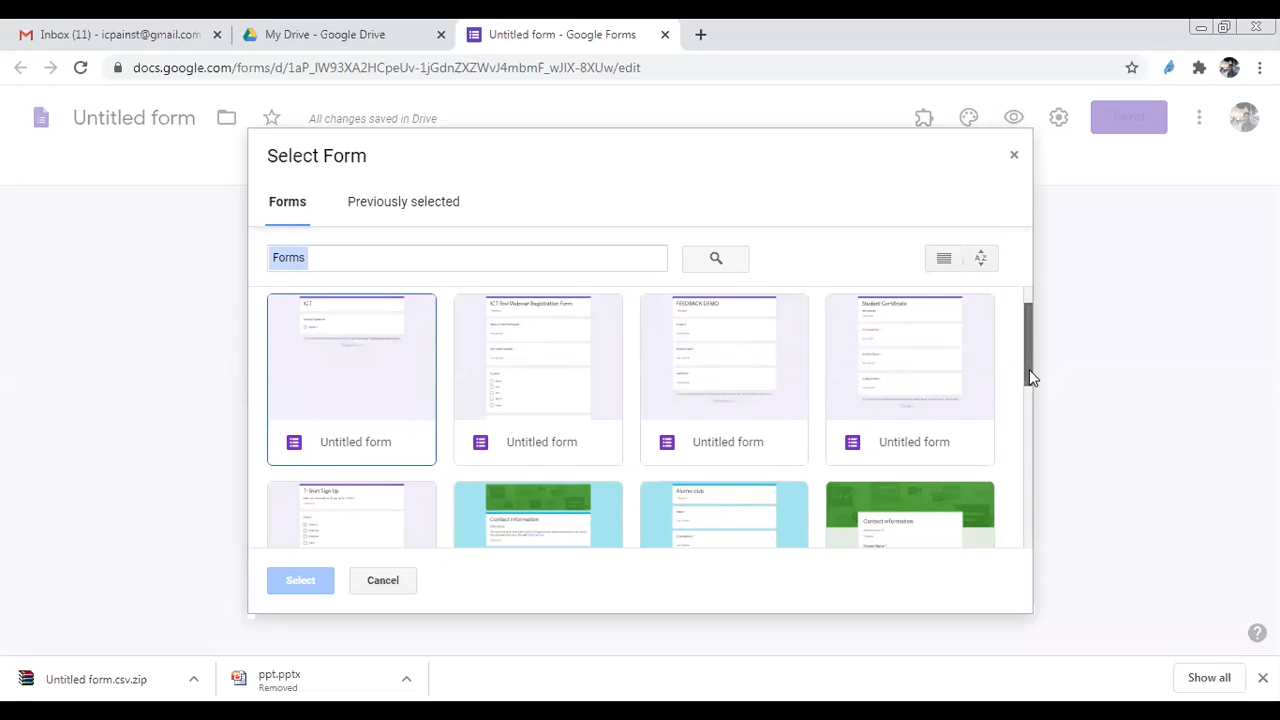 Inbox (11) - icpainst@gmail.com
My Drive - Google Drive
Untitled form - Google Forms
docs.google.com/forms/d/1aP_lW93XA2HCpeUv-1jGdnZXZWvJ4mbmF_wJIX-8XUw/edit
Untitled form
All changes saved in Drive
Select Form
Forms
Previously selected
Forms
AZ
ICT
ICT Post Webinar Registration Form
FEEDBACK DEMO
Student Certificate
Untitled form
Untitled form
Untitled form
Untitled form
T-Shirt Sign Up
Contact information
Alumni club
Contact information
Select
Cancel
Untitled form.csv.zip
ppt.pptx
Removed
Show all